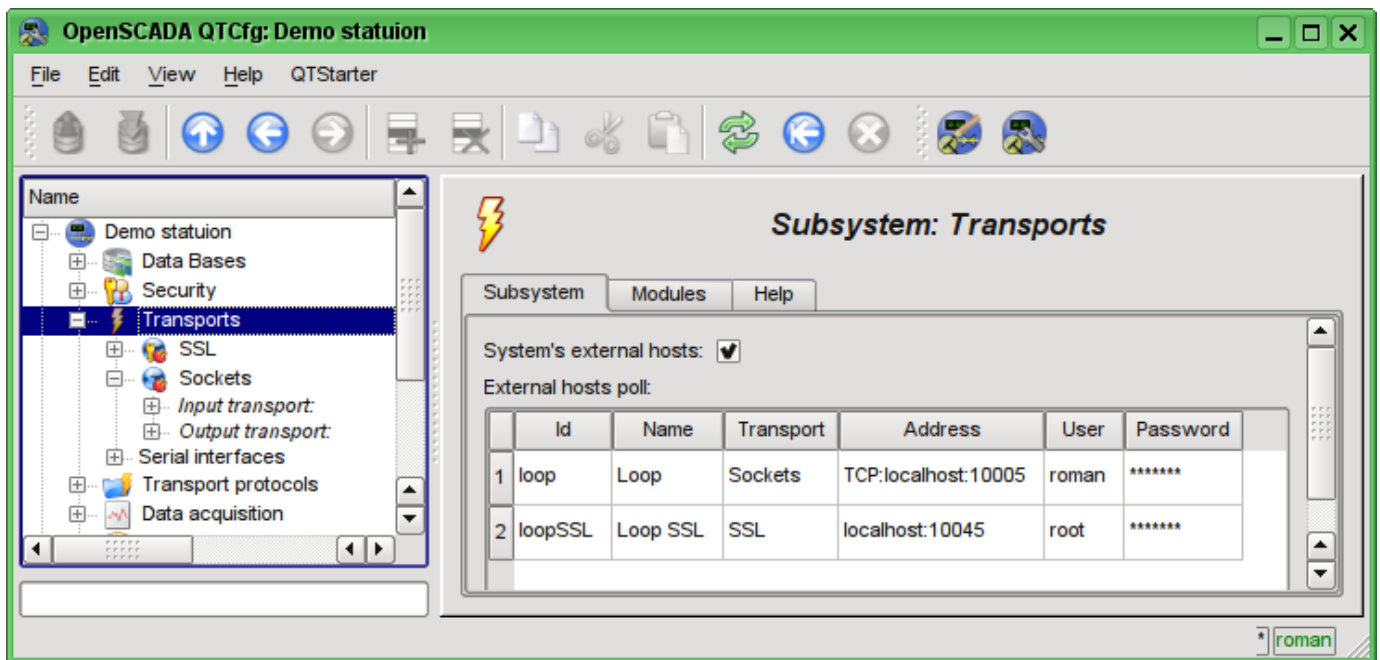 OpenSCADA QTCfg: Demo statuion
File Edit View Help QTStarter
Name
Demo statuion
Data Bases
Security
Transports
SSL
Sockets
Input transport:
Output transport:
Serial interfaces
Transport protocols
Data acquisition
Subsystem: Transports
Subsystem Modules Help
System's external hosts:
External hosts poll:
Id Name Transport Address User Password
1 loop Loop Sockets TCP:localhost:10005 roman *******
2 loopSSL Loop SSL SSL localhost:10045 root *******
* roman